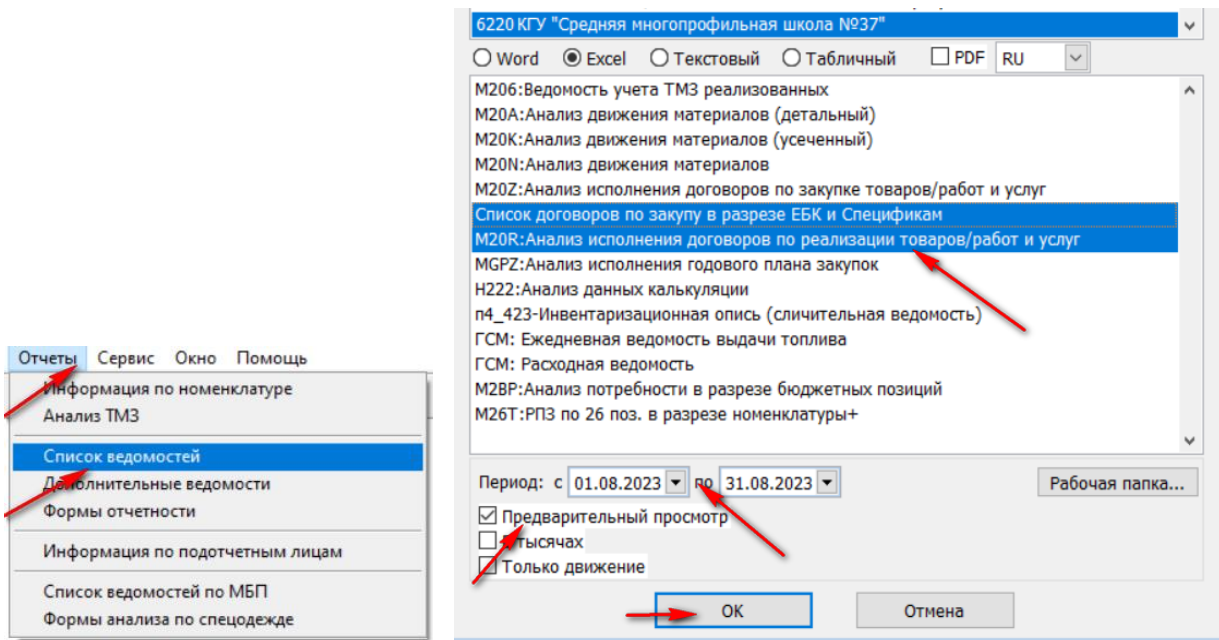 Отчеты Сервис Окно Помощь
Информация по номенклатуре
Анализ ТМЗ
Список ведомостей
Дополнительные ведомости
Формы отчетности
Информация по подотчетным лицам
Список ведомостей по МБП
Формы анализа по спецодежде
6220 КГУ "Средняя многопрофильная школа №37"
Word Excel Текстовый Табличный PDF RU
M206:Ведомость учета ТМЗ реализованных
M20A:Анализ движения материалов (детальный)
M20K:Анализ движения материалов (усеченный)
M20N:Анализ движения материалов
M20Z:Анализ исполнения договоров по закупке товаров/работ и услуг
Список договоров по закупу в разрезе ЕБК и Спецификам
M20R:Анализ исполнения договоров по реализации товаров/работ и услуг
MGPZ:Анализ исполнения годового плана закупок
H222:Анализ данных калькуляции
п4_423-Инвентаризационная опись (сличительная ведомость)
ГСМ: Ежедневная ведомость выдачи топлива
ГСМ: Расходная ведомость
M2BP:Анализ потребности в разрезе бюджетных позиций
M26T:РПЗ по 26 поз. в разрезе номенклатуры+
Период: с 01.08.2023 по 31.08.2023 Рабочая папка...
Предварительный просмотр
В тысячах
Только движение
OK Отмена